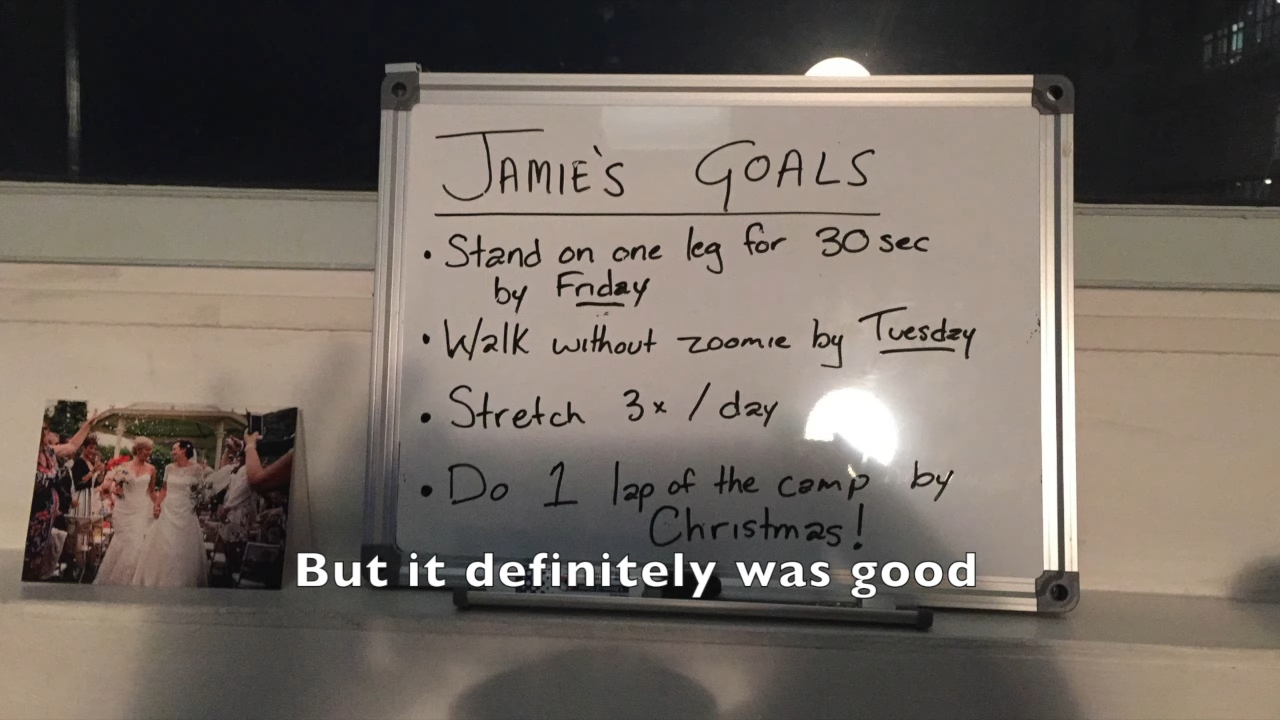 JAMIE'S GOALS
• Stand on one leg for 30 sec
by Friday
• Walk without zoomie by Tuesday
• Stretch 3x / day
• Do 1 lap of the camp by
Christmas!
But it definitely was good